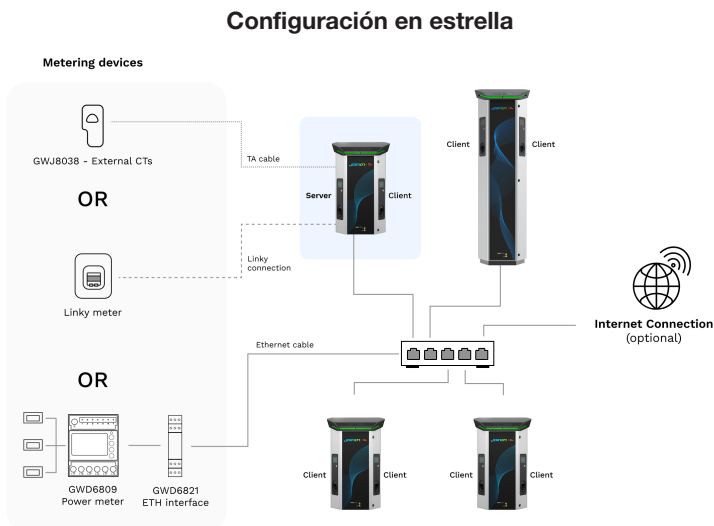 Configuración en estrella
Metering devices
GWJ8038 - External CTs
TA cable
OR
Server
Client
Client
Client
Linky
connection
Linky meter
Internet Connection
(optional)
Ethernet cable
OR
GWD6809
Power meter
GWD6821
ETH interface
Client
Client
Client
Client